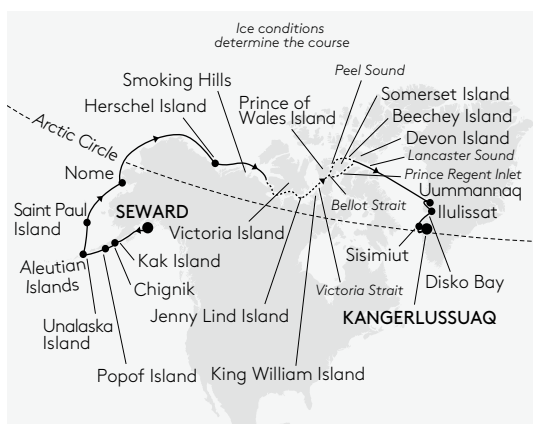 Ice conditions
determine the course
Peel Sound
Smoking Hills
Somerset Island
Herschel Island
Prince of
Wales Island
Beechey Island
Devon Island
Arctic Circle
Lancaster Sound
Prince Regent Inlet
Nome
Uummannaq
Bellot Strait
Ilulissat
Saint Paul
Island
SEWARD
Victoria Island
Sisimiut
Kak Island
Aleutian
Islands
Disko Bay
Chignik
Victoria Strait
Jenny Lind Island
KANGERLUSSUAQ
Unalaska
Island
Popof Island
King William Island